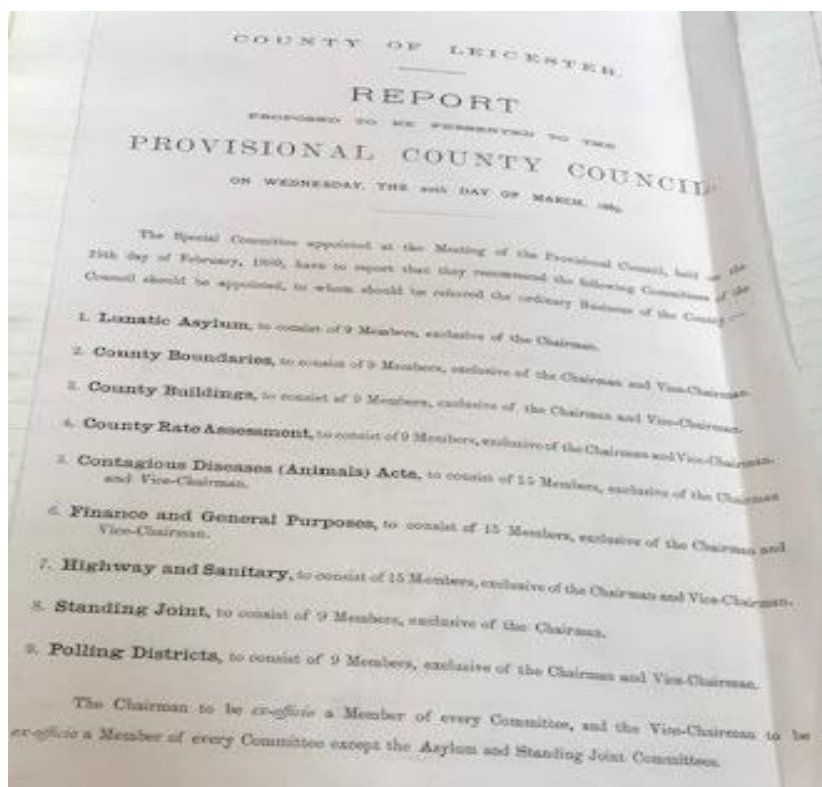 COUNTY OF LEICESTER.
REPORT
PROPOSED TO BE PRESENTED TO THE
PROVISIONAL COUNTY COUNCIL
ON WEDNESDAY, THE 20th DAY OF MARCH, 1889.
The Special Committee appointed at the Meeting of the Provisional Council, held on the
25th day of February, 1889, have to report that they recommend the following Committees of the
Council should be appointed, to whom should be referred the ordinary Business of the County:—
1. Lunatic Asylum, to consist of 9 Members, exclusive of the Chairman.
2. County Boundaries, to consist of 9 Members, exclusive of the Chairman and Vice-Chairman.
3. County Buildings, to consist of 9 Members, exclusive of the Chairman and Vice-Chairman.
4. County Rate Assessment, to consist of 9 Members, exclusive of the Chairman and Vice-Chairman.
5. Contagious Diseases (Animals) Acts, to consist of 15 Members, exclusive of the Chairman
and Vice-Chairman.
6. Finance and General Purposes, to consist of 15 Members, exclusive of the Chairman and
Vice-Chairman.
7. Highway and Sanitary, to consist of 15 Members, exclusive of the Chairman and Vice-Chairman.
8. Standing Joint, to consist of 9 Members, exclusive of the Chairman.
9. Polling Districts, to consist of 9 Members, exclusive of the Chairman and Vice-Chairman.
The Chairman to be ex-officio a Member of every Committee, and the Vice-Chairman to be
ex-officio a Member of every Committee except the Asylum and Standing Joint Committees.